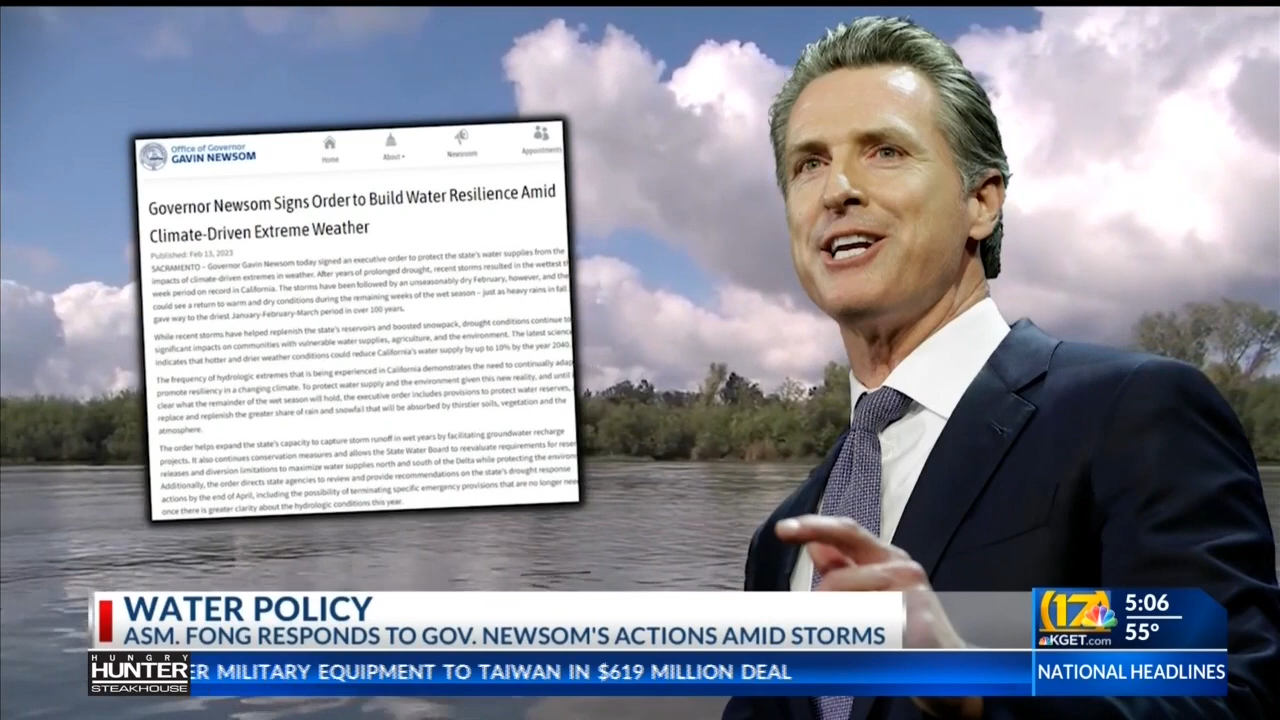 Office of Governor
GAVIN NEWSOM
Home
About
Newsroom
Appointments
Governor Newsom Signs Order to Build Water Resilience Amid
Climate-Driven Extreme Weather
Published: Feb 13, 2023
SACRAMENTO – Governor Gavin Newsom today signed an executive order to protect the state's water supplies from the
impacts of climate-driven extremes in weather. After years of prolonged drought, recent storms resulted in the wettest
week period on record in California. The storms have been followed by an unseasonably dry February, however, and the
could see a return to warm and dry conditions during the remaining weeks of the wet season – just as heavy rains in fall
gave way to the driest January-February-March period in over 100 years.
While recent storms have helped replenish the state's reservoirs and boosted snowpack, drought conditions continue to
significant impacts on communities with vulnerable water supplies, agriculture, and the environment. The latest science
indicates that hotter and drier weather conditions could reduce California's water supply by up to 10% by the year 2040.
The frequency of hydrologic extremes that is being experienced in California demonstrates the need to continually adap
promote resiliency in a changing climate. To protect water supply and the environment given this new reality, and until
clear what the remainder of the wet season will hold, the executive order includes provisions to protect water reserves,
replace and replenish the greater share of rain and snowfall that will be absorbed by thirstier soils, vegetation and the
atmosphere.
The order helps expand the state's capacity to capture storm runoff in wet years by facilitating groundwater recharge
projects. It also continues conservation measures and allows the State Water Board to reevaluate requirements for reser
releases and diversion limitations to maximize water supplies north and south of the Delta while protecting the environ
Additionally, the order directs state agencies to review and provide recommendations on the state's drought response
actions by the end of April, including the possibility of terminating specific emergency provisions that are no longer nee
once there is greater clarity about the hydrologic conditions this year.
WATER POLICY
ASM. FONG RESPONDS TO GOV. NEWSOM'S ACTIONS AMID STORMS
17
KGET.com
5:06
55°
HUNGRY
HUNTER
STEAKHOUSE
ER MILITARY EQUIPMENT TO TAIWAN IN $619 MILLION DEAL
NATIONAL HEADLINES